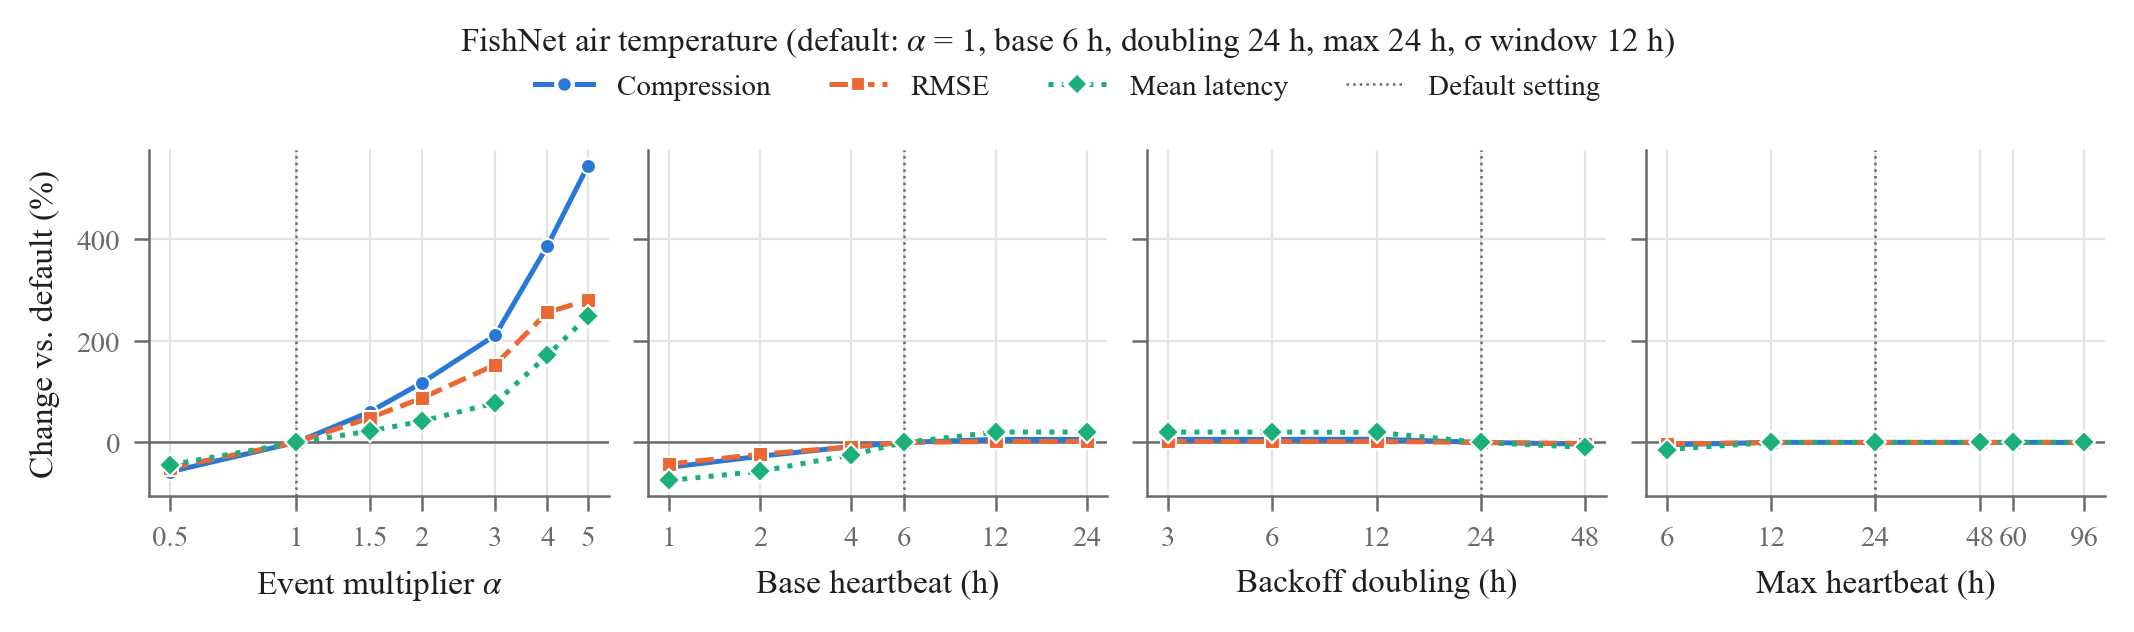 FishNet air temperature (default: α = 1, base 6 h, doubling 24 h, max 24 h, σ window 12 h)
Compression RMSE Mean latency Default setting
Change vs. default (%)
400
200
0
0.5 1 1.5 2 3 4 5
Event multiplier α
1 2 4 6 12 24
Base heartbeat (h)
3 6 12 24 48
Backoff doubling (h)
6 12 24 48 60 96
Max heartbeat (h)